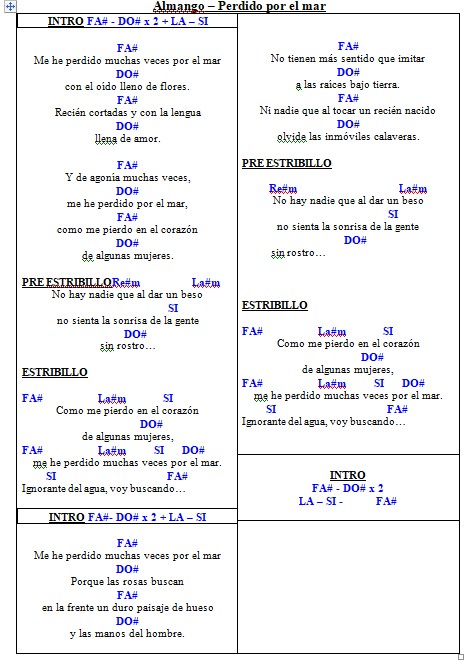 Almango – Perdido por el mar
INTRO FA# - DO# x 2 + LA – SI
FA#
Me he perdido muchas veces por el mar
DO#
con el oído lleno de flores.
FA#
Recién cortadas y con la lengua
DO#
llena de amor.
FA#
Y de agonía muchas veces,
DO#
me he perdido por el mar,
FA#
como me pierdo en el corazón
DO#
de algunas mujeres.
PRE ESTRIBILLORe#m La#m
No hay nadie que al dar un beso
SI
no sienta la sonrisa de la gente
DO#
sin rostro…
ESTRIBILLO
FA# La#m SI
Como me pierdo en el corazón
DO#
de algunas mujeres,
FA# La#m SI DO#
me he perdido muchas veces por el mar.
SI FA#
Ignorante del agua, voy buscando…
INTRO FA#- DO# x 2 + LA – SI
FA#
Me he perdido muchas veces por el mar
DO#
Porque las rosas buscan
FA#
en la frente un duro paisaje de hueso
DO#
y las manos del hombre.
FA#
No tienen más sentido que imitar
DO#
a las raíces bajo tierra.
FA#
Ni nadie que al tocar un recién nacido
DO#
olvide las inmóviles calaveras.
PRE ESTRIBILLO
Re#m La#m
No hay nadie que al dar un beso
SI
no sienta la sonrisa de la gente
DO#
sin rostro…
ESTRIBILLO
FA# La#m SI
Como me pierdo en el corazón
DO#
de algunas mujeres,
FA# La#m SI DO#
me he perdido muchas veces por el mar.
SI FA#
Ignorante del agua, voy buscando…
INTRO
FA# - DO# x 2
LA – SI - FA#